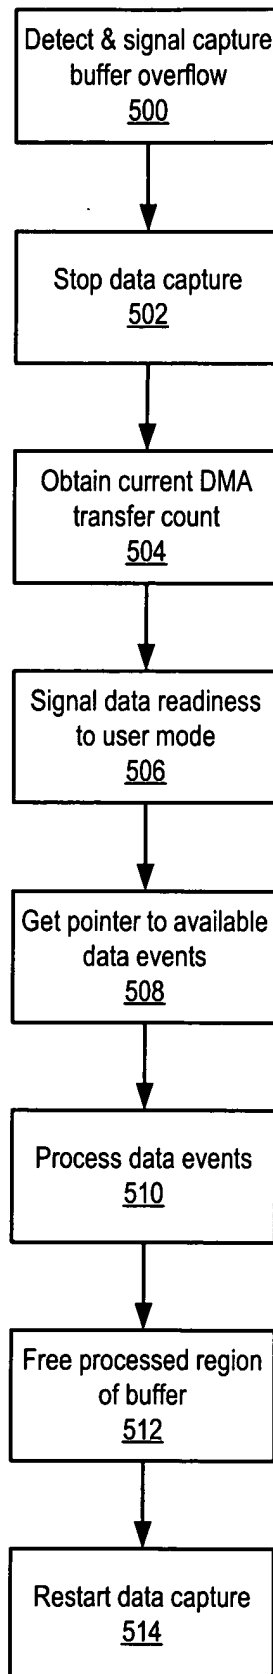 Detect & signal capture
buffer overflow
500
Stop data capture
502
Obtain current DMA
transfer count
504
Signal data readiness
to user mode
506
Get pointer to available
data events
508
Process data events
510
Free processed region
of buffer
512
Restart data capture
514